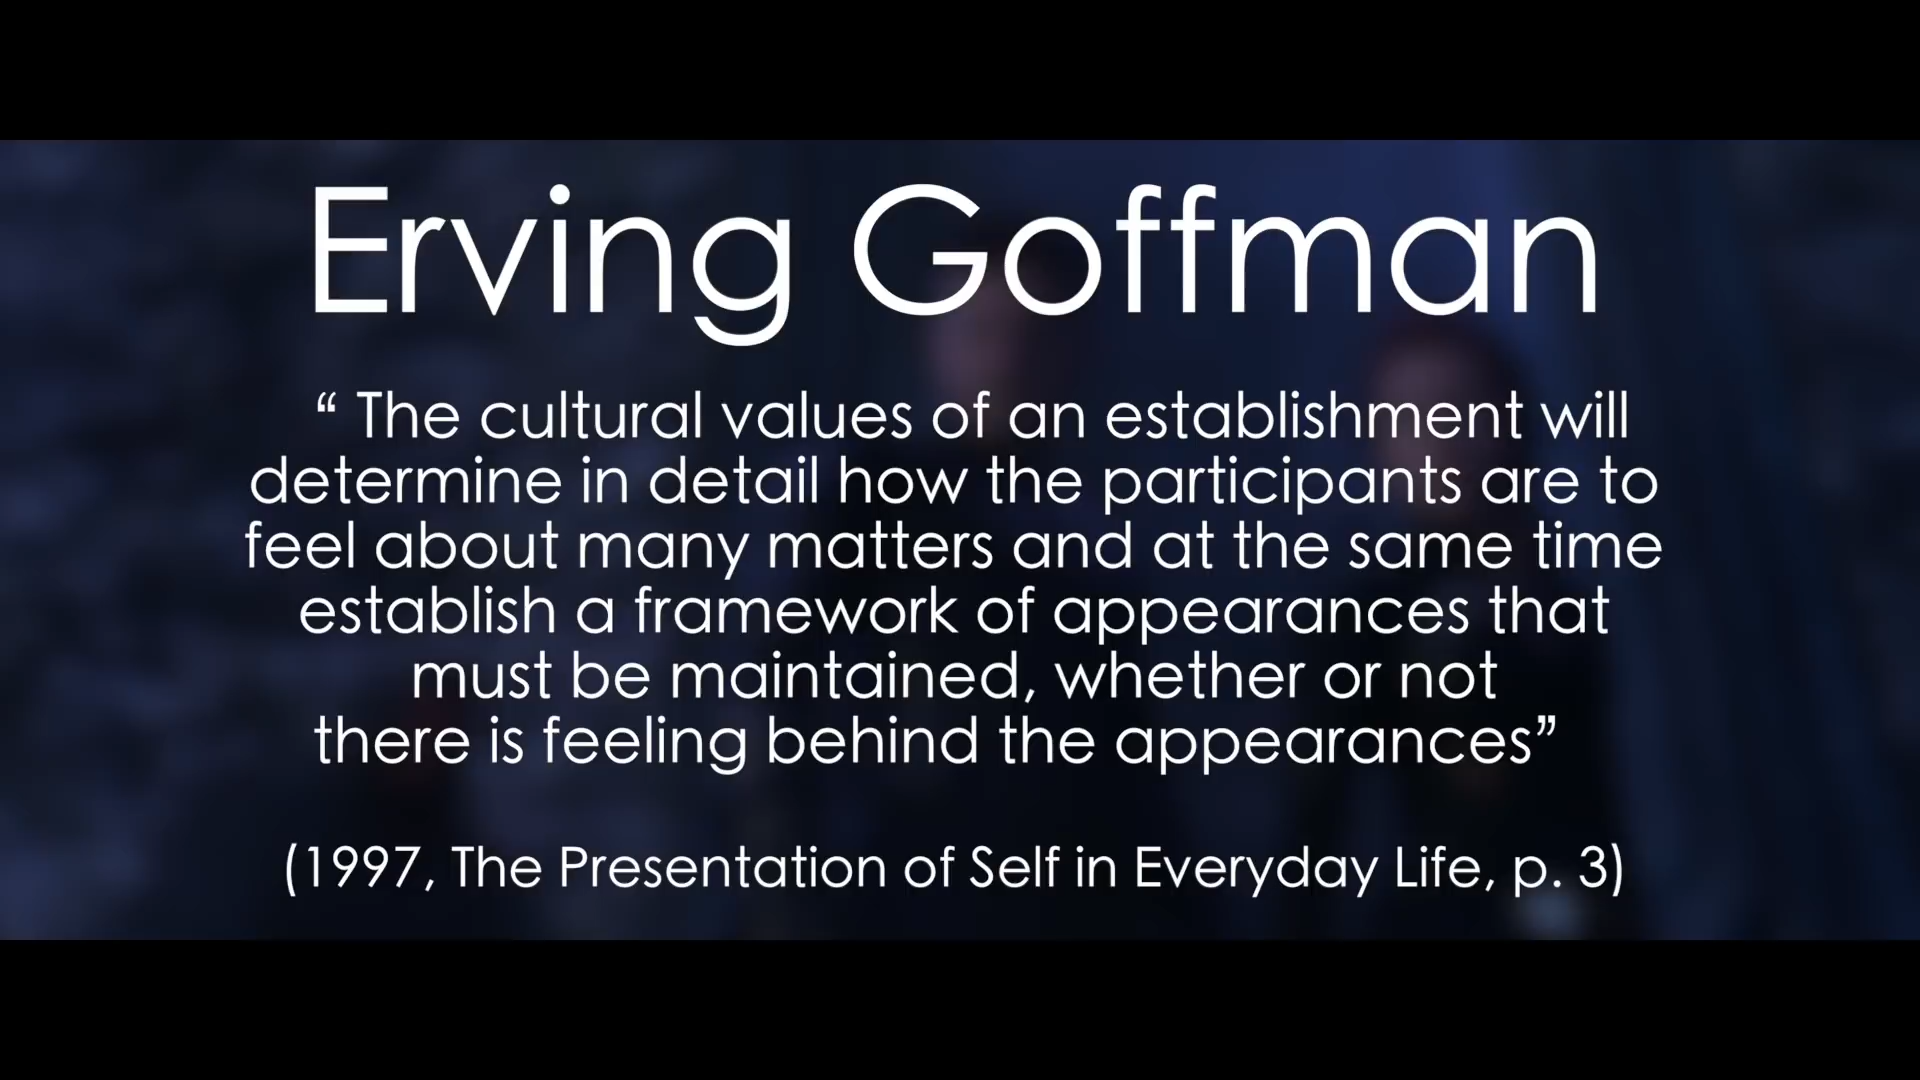 Erving Goffman
“ The cultural values of an establishment will
determine in detail how the participants are to
feel about many matters and at the same time
establish a framework of appearances that
must be maintained, whether or not
there is feeling behind the appearances”
(1997, The Presentation of Self in Everyday Life, p. 3)